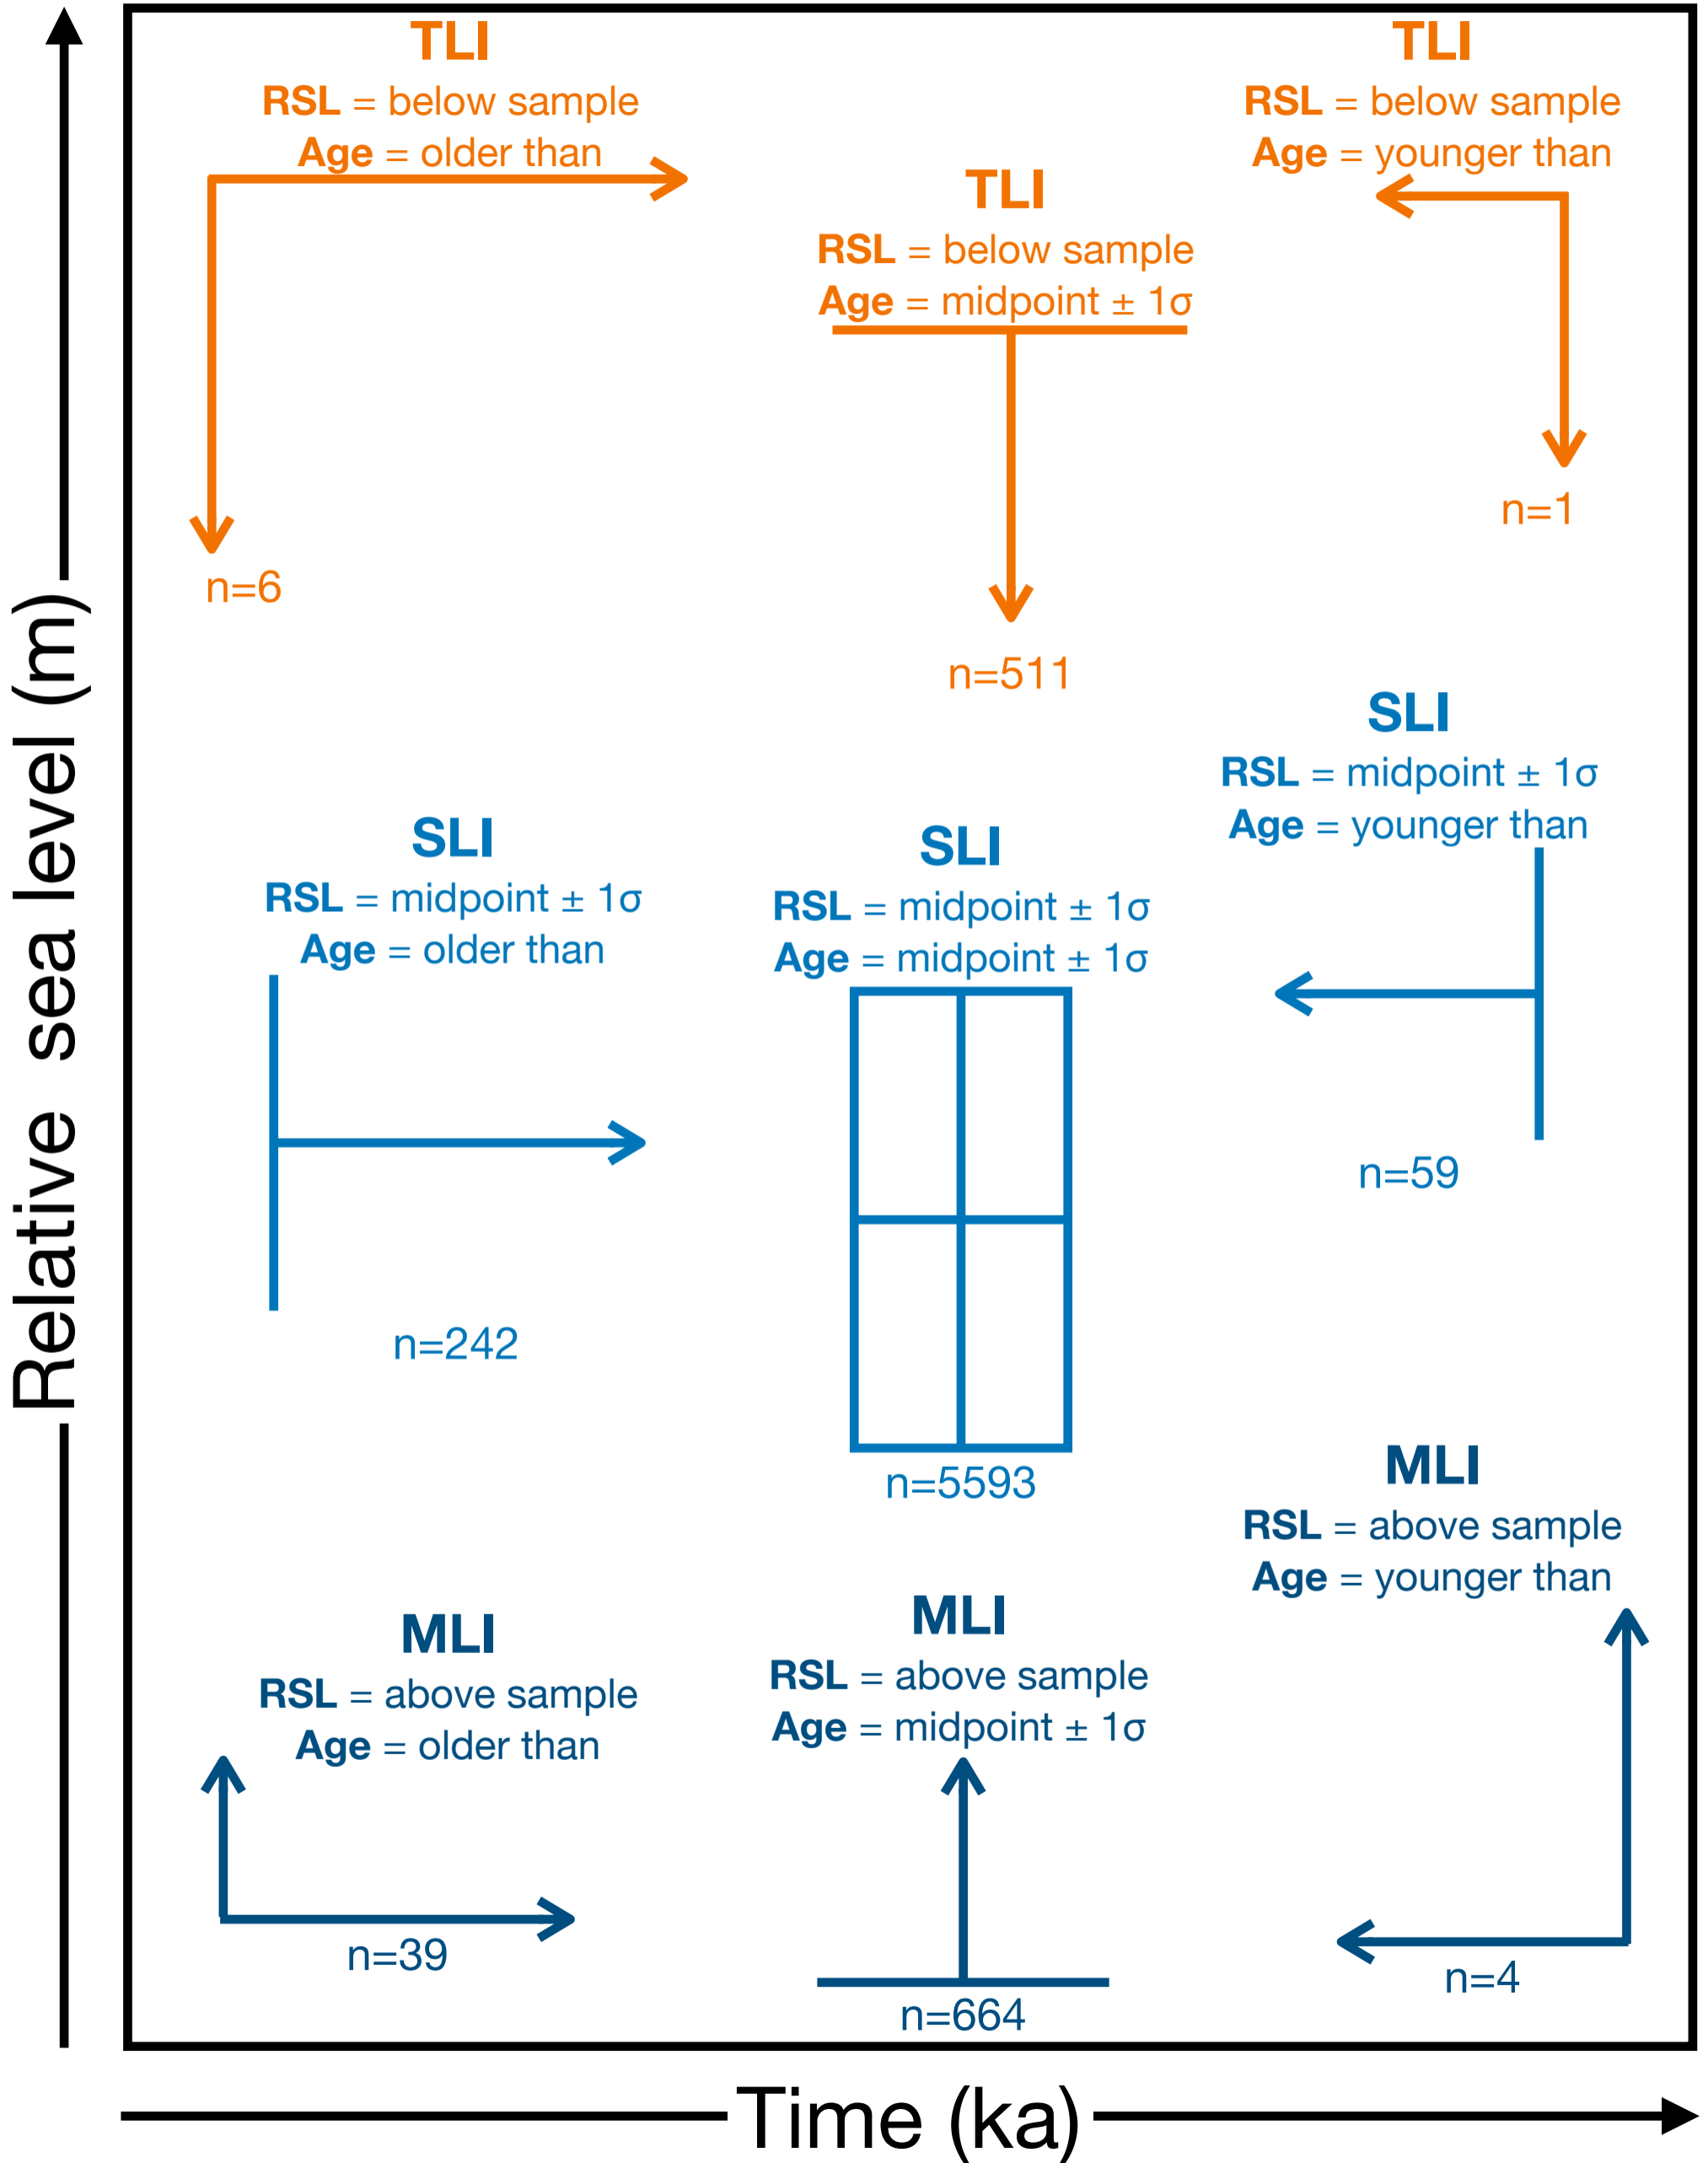 TLI
RSL = below sample
Age = older than
n=6
TLI
RSL = below sample
Age = midpoint ± 1σ
n=511
TLI
RSL = below sample
Age = younger than
n=1
SLI
RSL = midpoint ± 1σ
Age = older than
n=242
SLI
RSL = midpoint ± 1σ
Age = midpoint ± 1σ
n=5593
SLI
RSL = midpoint ± 1σ
Age = younger than
n=59
MLI
RSL = above sample
Age = older than
n=39
MLI
RSL = above sample
Age = midpoint ± 1σ
n=664
MLI
RSL = above sample
Age = younger than
n=4
Relative sea level (m)
Time (ka)